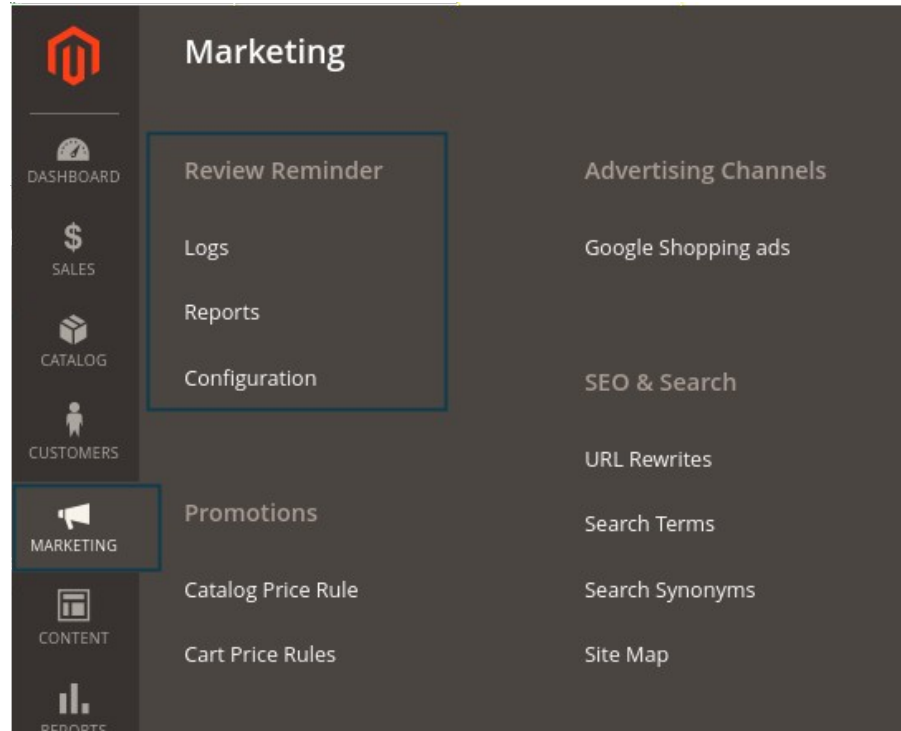 Marketing
DASHBOARD
SALES
CATALOG
CUSTOMERS
MARKETING
CONTENT
REPORTS
Review Reminder
Logs
Reports
Configuration
Promotions
Catalog Price Rule
Cart Price Rules
Advertising Channels
Google Shopping ads
SEO & Search
URL Rewrites
Search Terms
Search Synonyms
Site Map